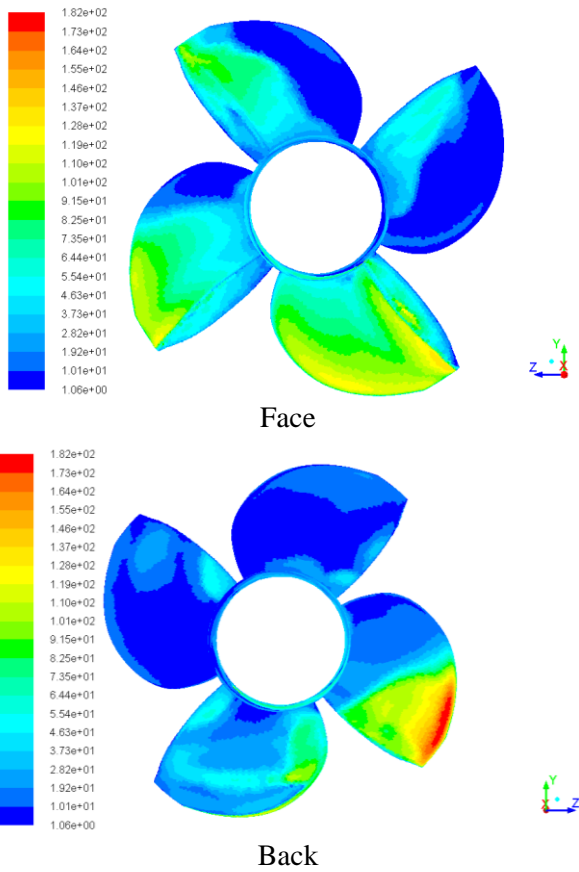 1.82e+02
1.73e+02
1.64e+02
1.55e+02
1.46e+02
1.37e+02
1.28e+02
1.19e+02
1.10e+02
1.01e+02
9.15e+01
8.25e+01
7.35e+01
6.44e+01
5.54e+01
4.63e+01
3.73e+01
2.82e+01
1.92e+01
1.01e+01
1.06e+00
Y
Z X
Face
1.82e+02
1.73e+02
1.64e+02
1.55e+02
1.46e+02
1.37e+02
1.28e+02
1.19e+02
1.10e+02
1.01e+02
9.15e+01
8.25e+01
7.35e+01
6.44e+01
5.54e+01
4.63e+01
3.73e+01
2.82e+01
1.92e+01
1.01e+01
1.06e+00
Y
X Z
Back